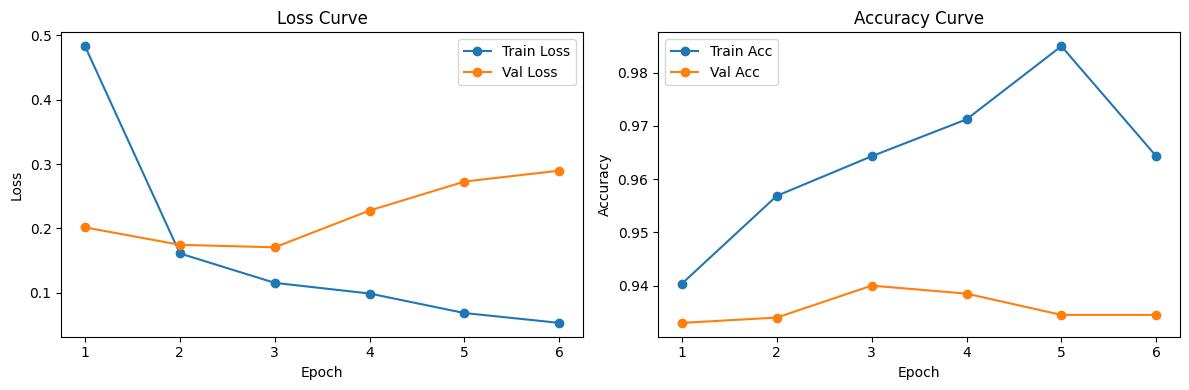 Loss Curve
Loss
0.5
0.4
0.3
0.2
0.1
Train Loss
Val Loss
1 2 3 4 5 6
Epoch
Accuracy Curve
Accuracy
0.98
0.97
0.96
0.95
0.94
Train Acc
Val Acc
1 2 3 4 5 6
Epoch